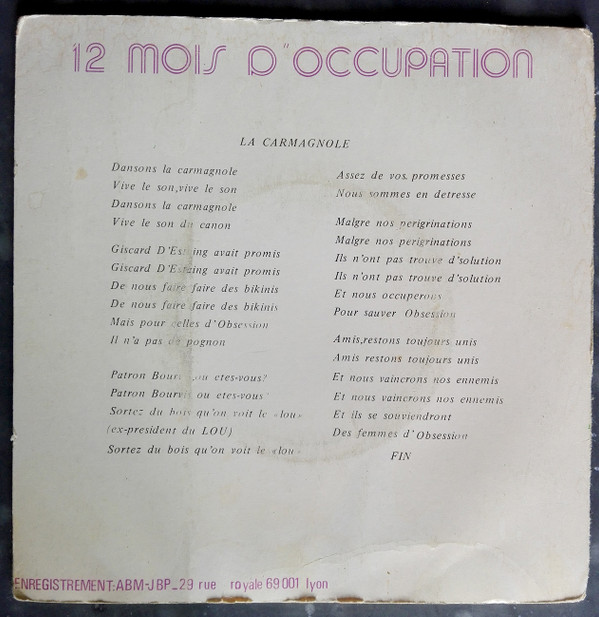 12 MOIS D"OCCUPATION
LA CARMAGNOLE
Dansons la carmagnole
Vive le son,vive le son
Dansons la carmagnole
Vive le son du canon
Giscard D'Estaing avait promis
Giscard D'Estaing avait promis
De nous faire faire des bikinis
De nous faire faire des bikinis
Mais pour celles d'Obsession
Il n'a pas de pognon
Patron Bourvis ou etes-vous?
Patron Bourvis ou etes-vous?
Sortez du bois qu'on voit le «lou»
(ex-president du LOU)
Sortez du bois qu'on voit le «lou»
Assez de vos. promesses
Nous sommes en detresse
Malgre nos perigrinations
Malgre nos perigrinations
Ils n'ont pas trouve d'solution
Ils n'ont pas trouve d'solution
Et nous occuperons
Pour sauver Obsession
Amis,restons toujours unis
Amis restons toujours unis
Et nous vaincrons nos ennemis
Et nous vaincrons nos ennemis
Et ils se souviendront
Des femmes d'Obsession
FIN
ENREGISTREMENT:ABM-JBP_29 rue royale 69001 lyon